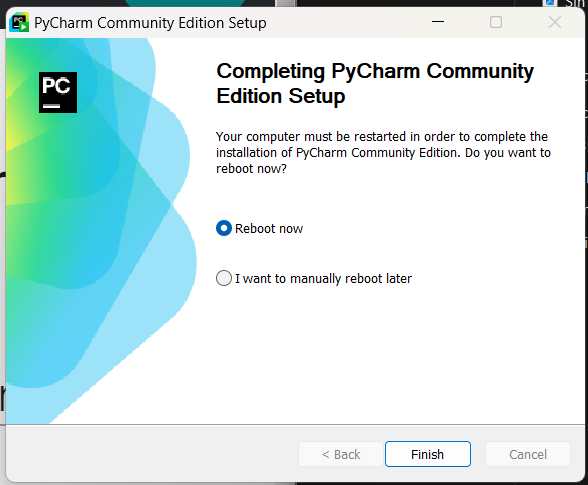 PyCharm Community Edition Setup
PC
Completing PyCharm Community
Edition Setup
Your computer must be restarted in order to complete the
installation of PyCharm Community Edition. Do you want to
reboot now?
Reboot now
I want to manually reboot later
< Back
Finish
Cancel